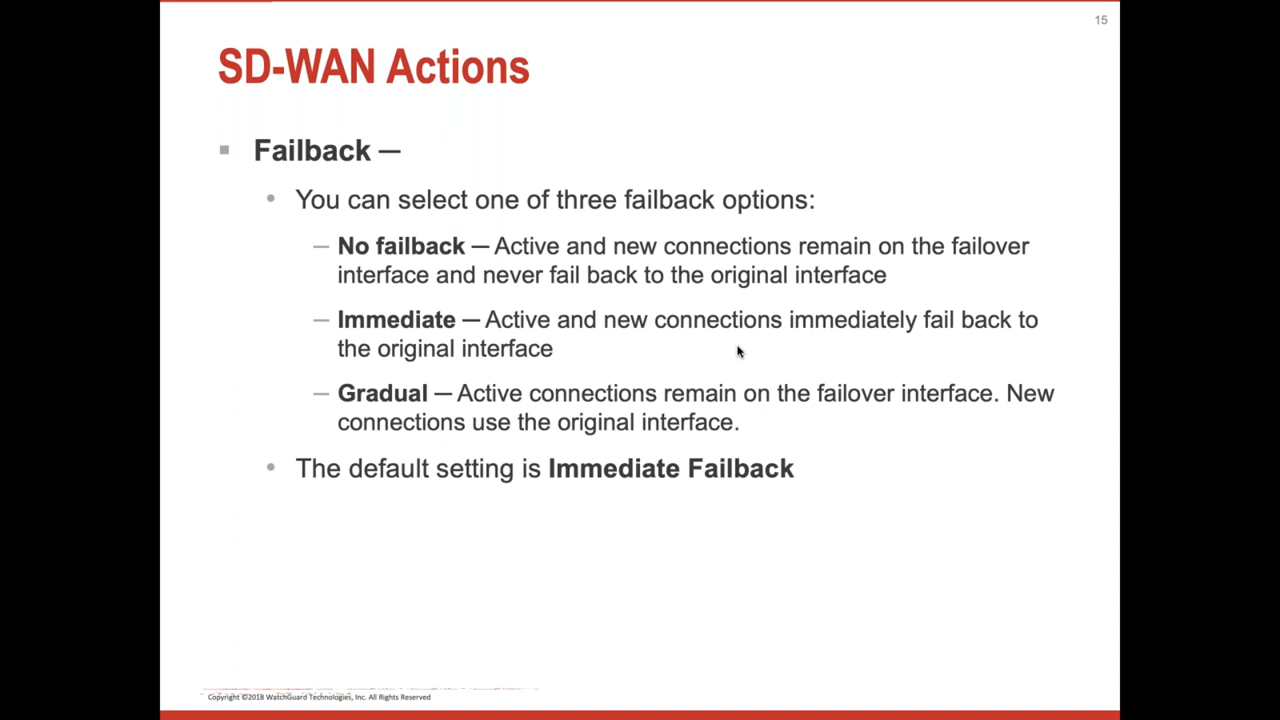 15
SD-WAN Actions
Failback —
You can select one of three failback options:
— No failback — Active and new connections remain on the failover
interface and never fail back to the original interface
— Immediate — Active and new connections immediately fail back to
the original interface
— Gradual — Active connections remain on the failover interface. New
connections use the original interface.
The default setting is Immediate Failback
Copyright ©2018 WatchGuard Technologies, Inc. All Rights Reserved